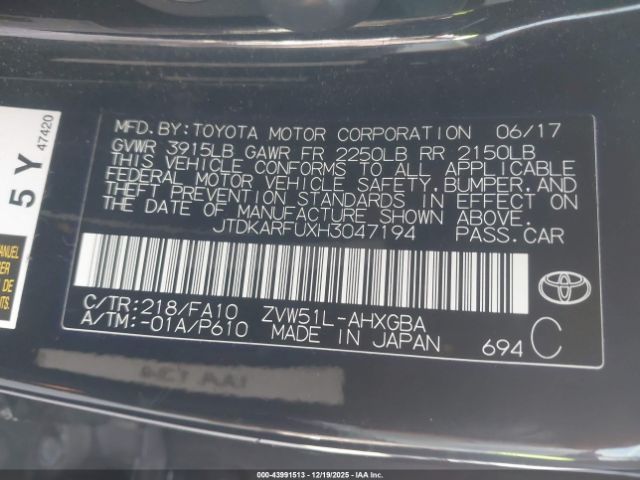 MFD.BY:TOYOTA MOTOR CORPORATION 06/17
GVWR 3915LB GAWR FR 2250LB RR 2150LB
THIS VEHICLE CONFORMS TO ALL APPLICABLE
FEDERAL MOTOR VEHICLE SAFETY, BUMPER, AND
THEFT PREVENTION STANDARDS IN EFFECT ON
THE DATE OF MANUFACTURE SHOWN ABOVE.
JTDKARFUXH3047194 PASS.CAR
C/TR:218/FA10 ZVW51L-AHXGBA
A/TM:-01A/P610 MADE IN JAPAN 694 C
5 Y 47420
MANUEL
000-43991513 - 12/19/2025 - IAAI.COM